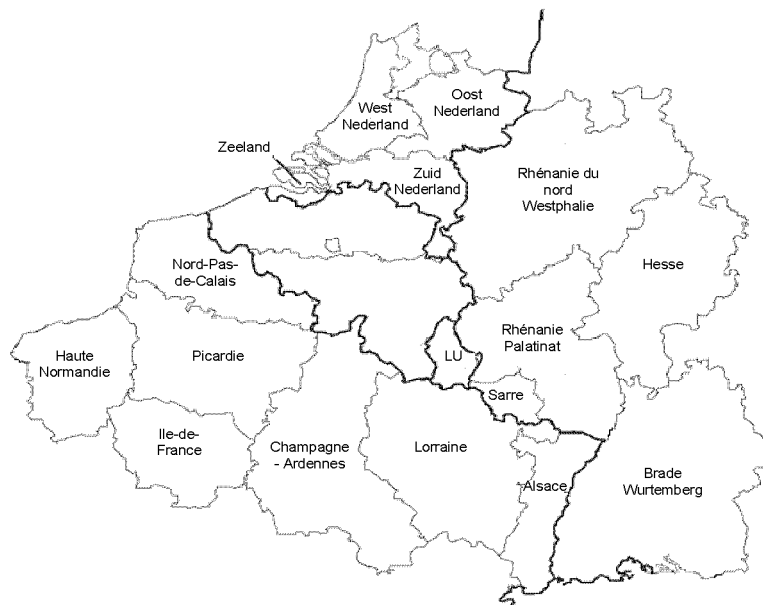 West
Nederland
Oost
Nederland
Zeeland
Zuid
Nederland
Rhénanie du
nord
Westphalie
Nord-Pas-
de-Calais
Hesse
Haute
Normandie
Picardie
LU
Rhénanie
Palatinat
Sarre
Ile-de-
France
Champagne
- Ardennes
Lorraine
Alsace
Brade
Wurtemberg